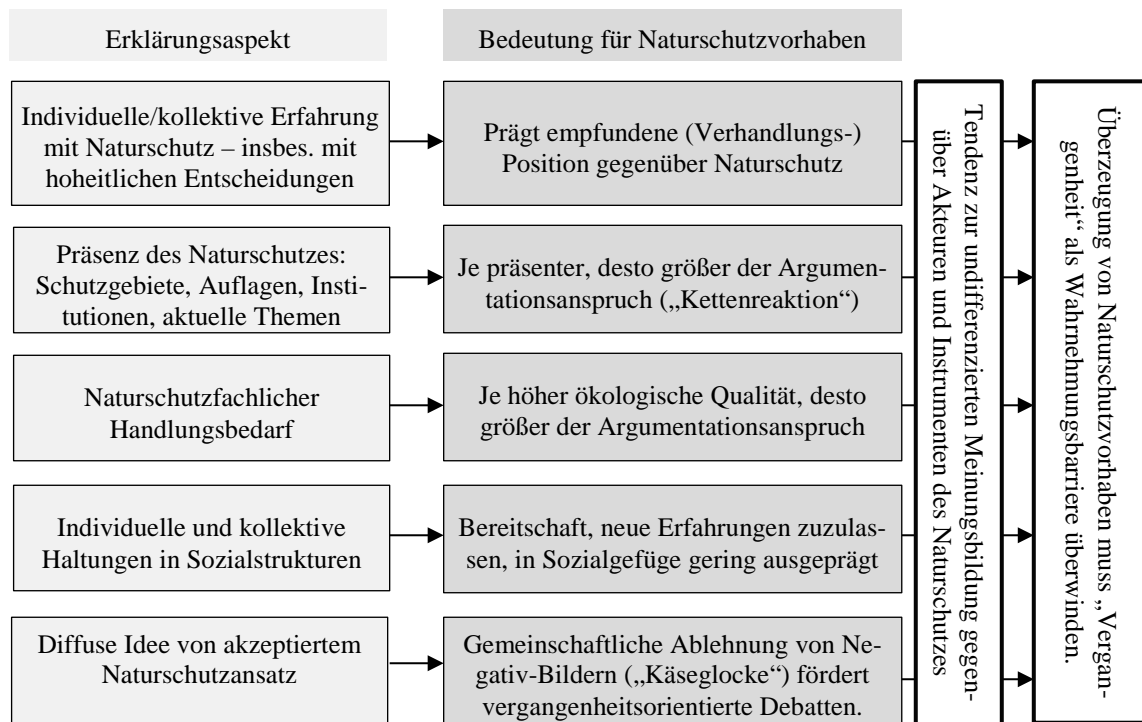 Erklärungsaspekt
Bedeutung für Naturschutzvorhaben
Individuelle/kollektive Erfahrung
mit Naturschutz – insbes. mit
hoheitlichen Entscheidungen
Prägt empfundene (Verhandlungs-)
Position gegenüber Naturschutz
Präsenz des Naturschutzes:
Schutzgebiete, Auflagen, Insti-
tutionen, aktuelle Themen
Je präsenter, desto größer der Argumen-
tationsanspruch („Kettenreaktion“)
Naturschutzfachlicher
Handlungsbedarf
Je höher ökologische Qualität, desto
größer der Argumentationsanspruch
Individuelle und kollektive
Haltungen in Sozialstrukturen
Bereitschaft, neue Erfahrungen zuzulas-
sen, in Sozialgefüge gering ausgeprägt
Diffuse Idee von akzeptiertem
Naturschutzansatz
Gemeinschaftliche Ablehnung von Ne-
gativ-Bildern („Käseglocke“) fördert
vergangenheitsorientierte Debatten.
Tendenz zur undifferenzierten Meinungsbildung gegen-
über Akteuren und Instrumenten des Naturschutzes
Überzeugung von Naturschutzvorhaben muss „Vergan-
genheit“ als Wahrnehmungsbarriere überwinden.